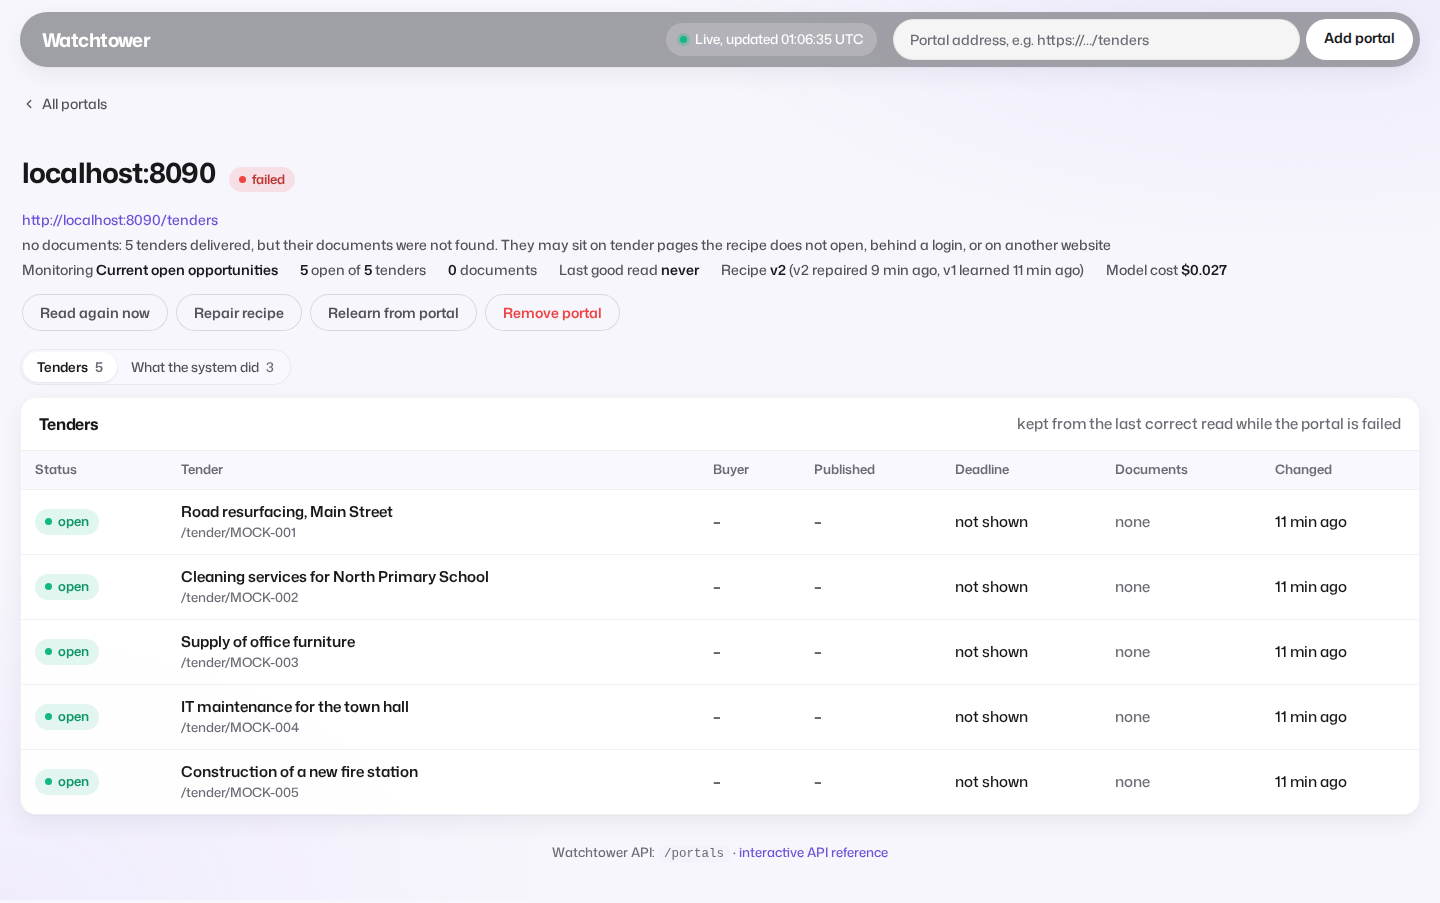 Watchtower
Live, updated 01:06:35 UTC
Portal address, e.g. https://.../tenders
Add portal
All portals
localhost:8090 failed
http://localhost:8090/tenders
no documents: 5 tenders delivered, but their documents were not found. They may sit on tender pages the recipe does not open, behind a login, or on another website
Monitoring Current open opportunities 5 open of 5 tenders 0 documents Last good read never Recipe v2 (v2 repaired 9 min ago, v1 learned 11 min ago) Model cost $0.027
Read again now Repair recipe Relearn from portal Remove portal
Tenders 5 What the system did 3
Tenders kept from the last correct read while the portal is failed
Status Tender Buyer Published Deadline Documents Changed
open Road resurfacing, Main Street – – not shown none 11 min ago
/tender/MOCK-001
open Cleaning services for North Primary School – – not shown none 11 min ago
/tender/MOCK-002
open Supply of office furniture – – not shown none 11 min ago
/tender/MOCK-003
open IT maintenance for the town hall – – not shown none 11 min ago
/tender/MOCK-004
open Construction of a new fire station – – not shown none 11 min ago
/tender/MOCK-005
Watchtower API: /portals · interactive API reference